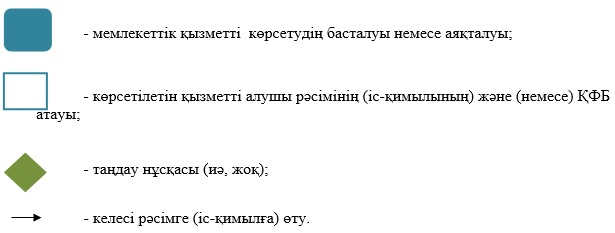 - мемлекеттік қызметті көрсетудің басталуы немесе аяқталуы;
- көрсетілетін қызметті алушы рәсімінің (іс-қимылының) және (немесе) ҚФБ
атауы;
- таңдау нұсқасы (иә, жоқ);
- келесі рәсімге (іс-қимылға) өту.